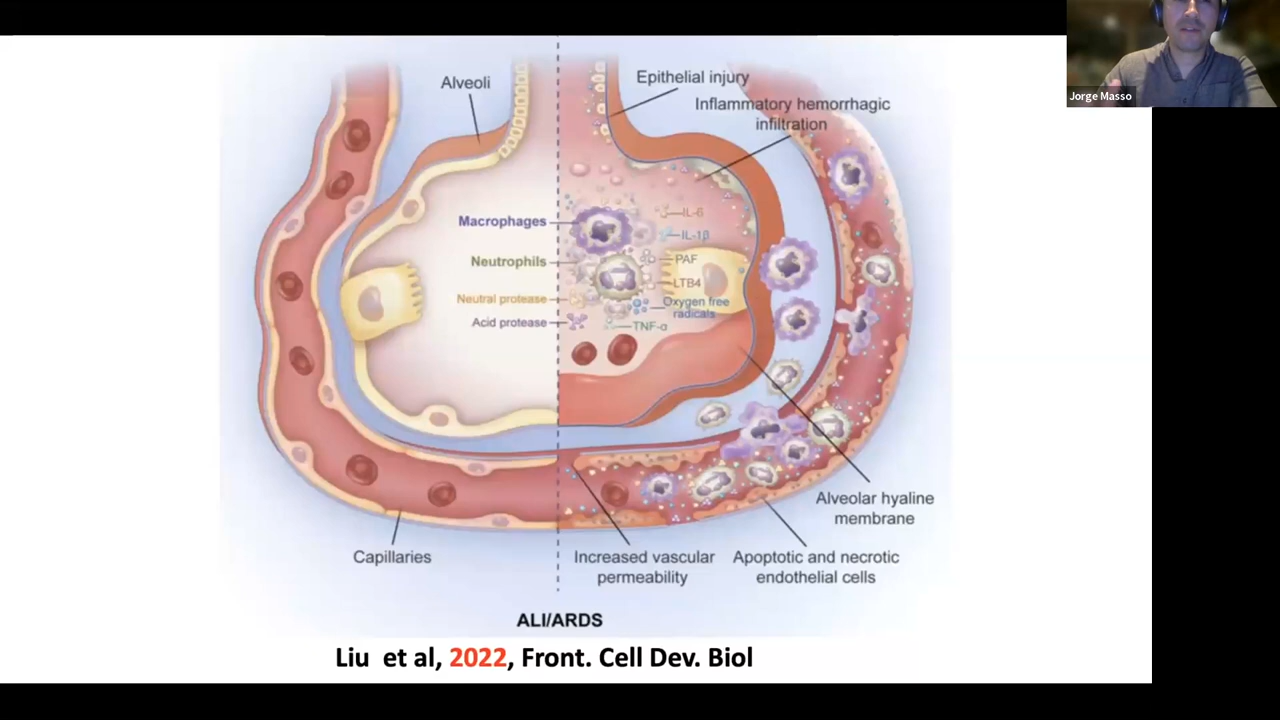 Jorge Masso
Alveoli
Epithelial injury
Inflammatory hemorrhagic
infiltration
Macrophages
IL-6
IL-1β
Neutrophils
PAF
LTB4
Neutral protease
Oxygen free
radicals
Acid protease
TNF-α
Alveolar hyaline
membrane
Capillaries
Increased vascular
permeability
Apoptotic and necrotic
endothelial cells
ALI/ARDS
Liu et al, 2022, Front. Cell Dev. Biol